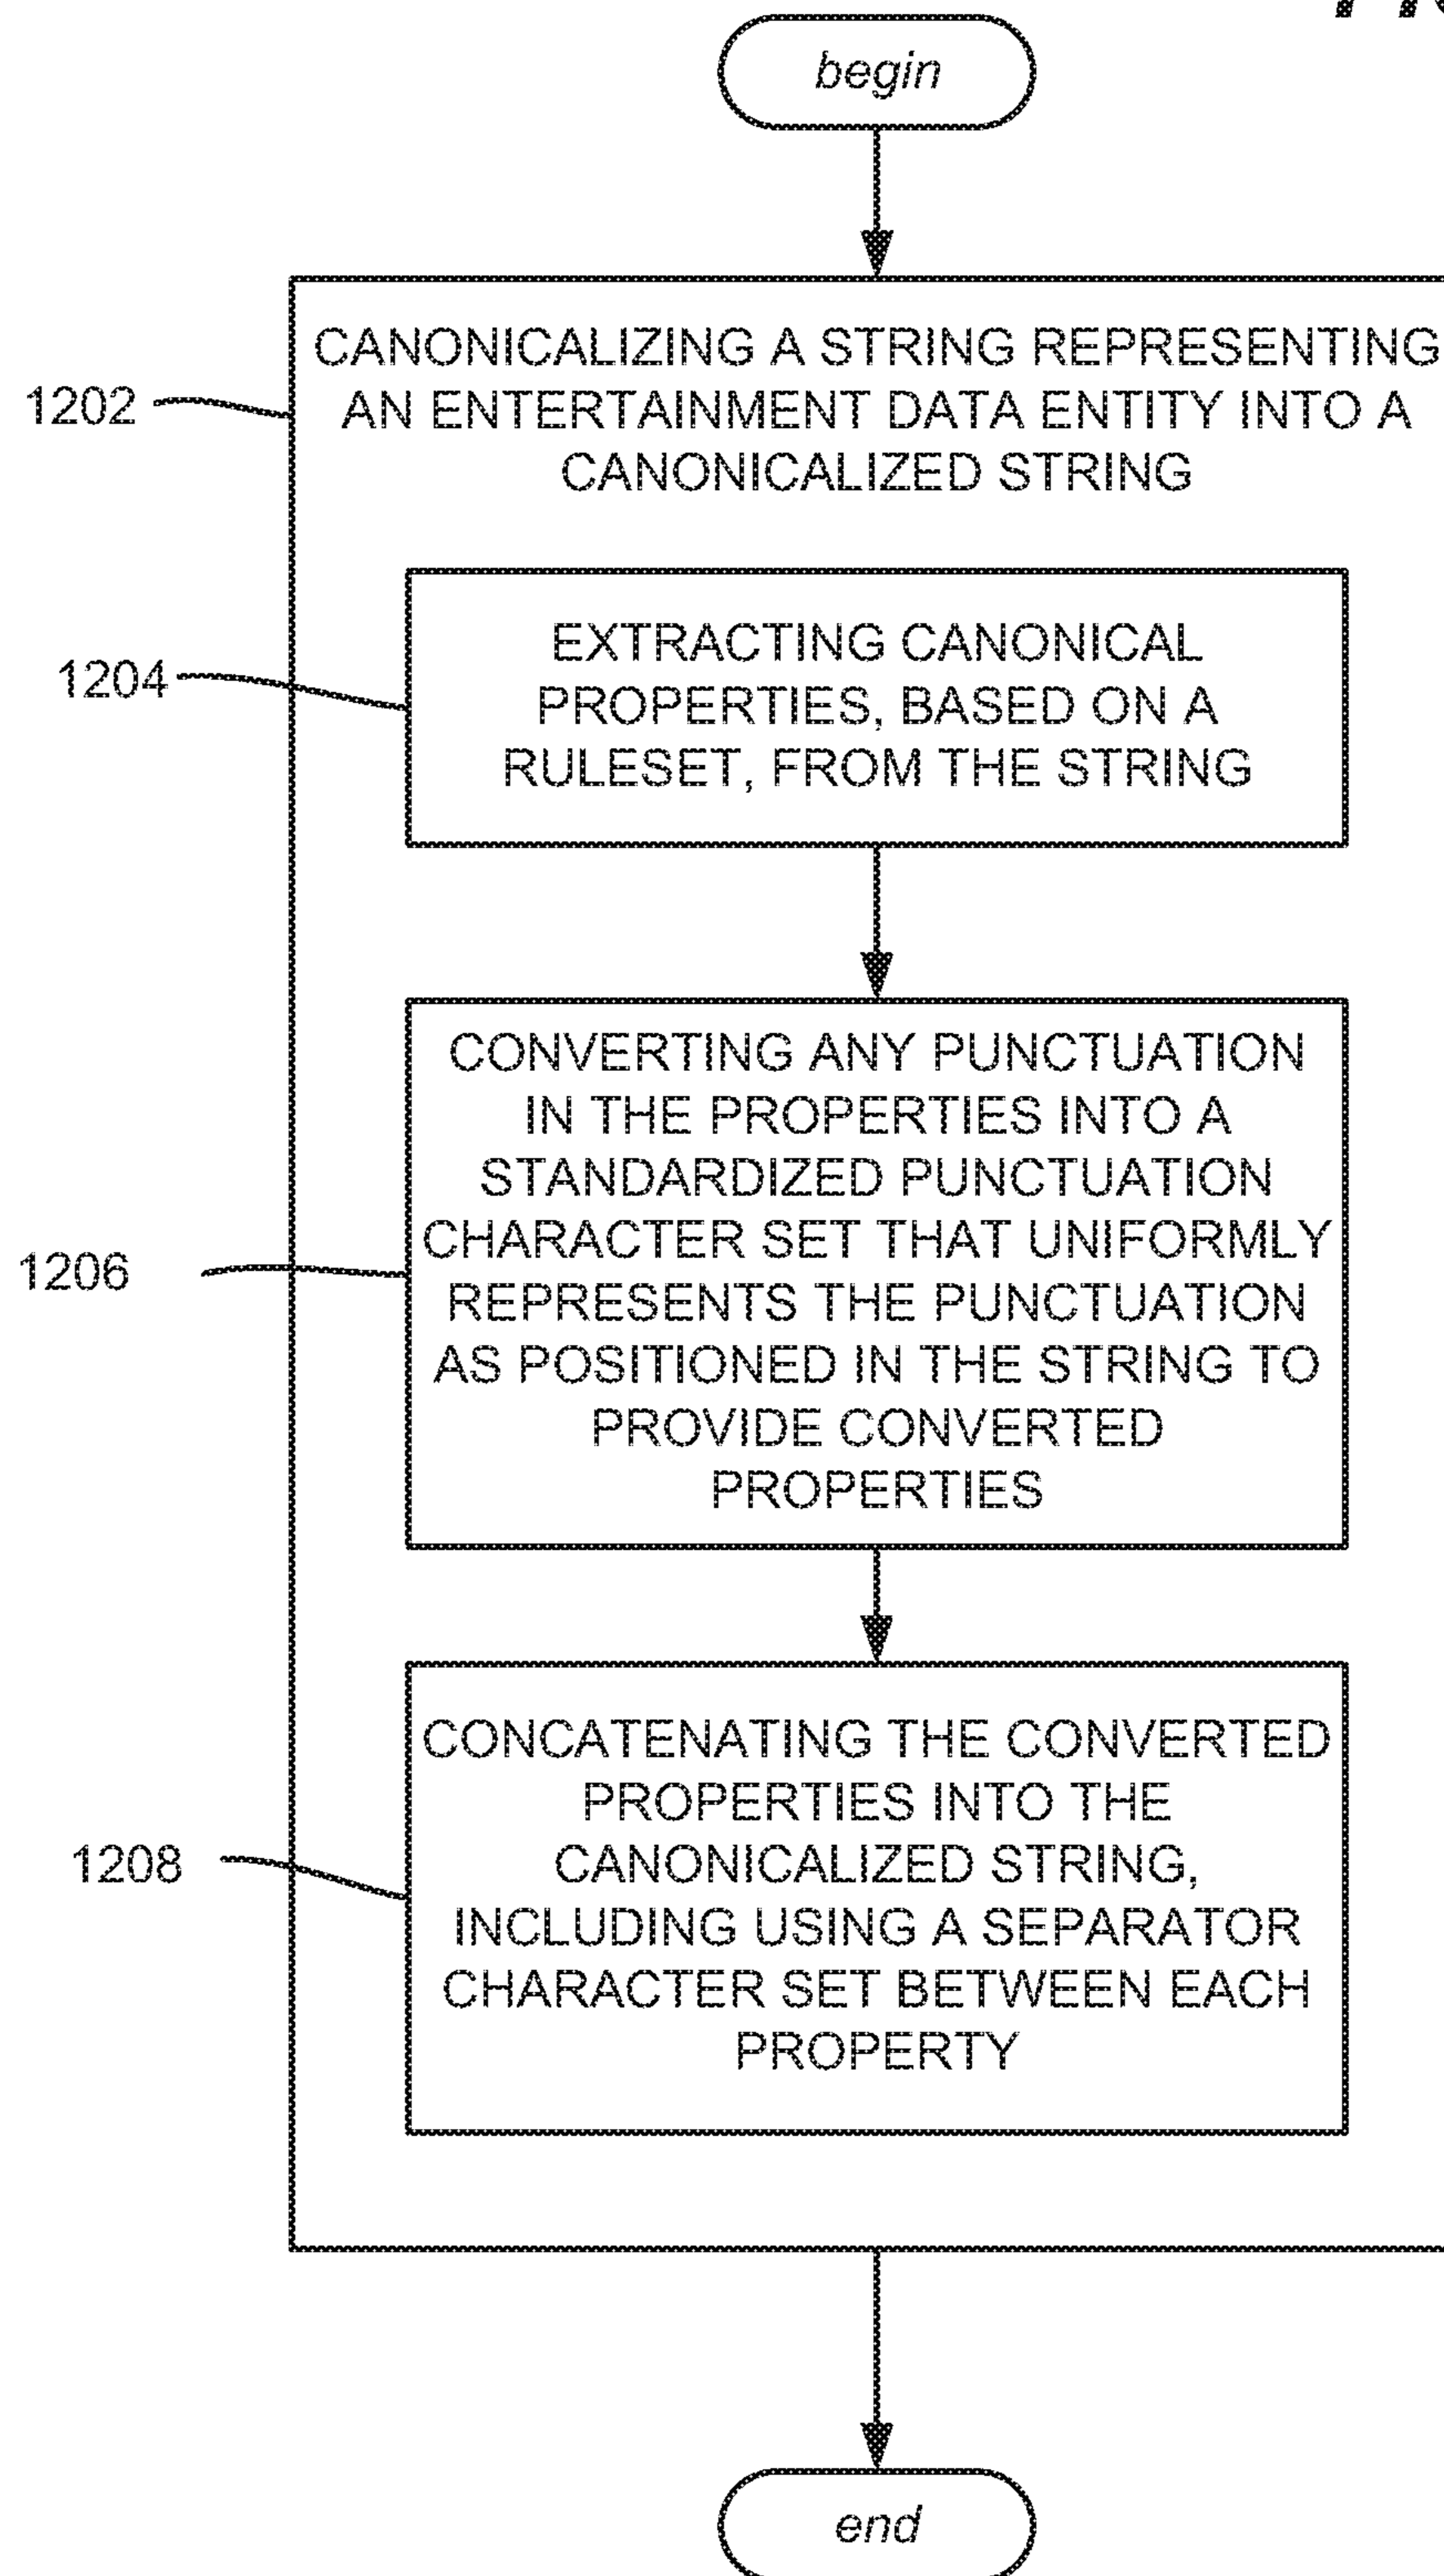 begin
CANONICALIZING A STRING REPRESENTING
AN ENTERTAINMENT DATA ENTITY INTO A
CANONICALIZED STRING
1202
EXTRACTING CANONICAL
PROPERTIES, BASED ON A
RULESET, FROM THE STRING
1204
CONVERTING ANY PUNCTUATION
IN THE PROPERTIES INTO A
STANDARDIZED PUNCTUATION
CHARACTER SET THAT UNIFORMLY
REPRESENTS THE PUNCTUATION
AS POSITIONED IN THE STRING TO
PROVIDE CONVERTED
PROPERTIES
1206
CONCATENATING THE CONVERTED
PROPERTIES INTO THE
CANONICALIZED STRING,
INCLUDING USING A SEPARATOR
CHARACTER SET BETWEEN EACH
PROPERTY
1208
end